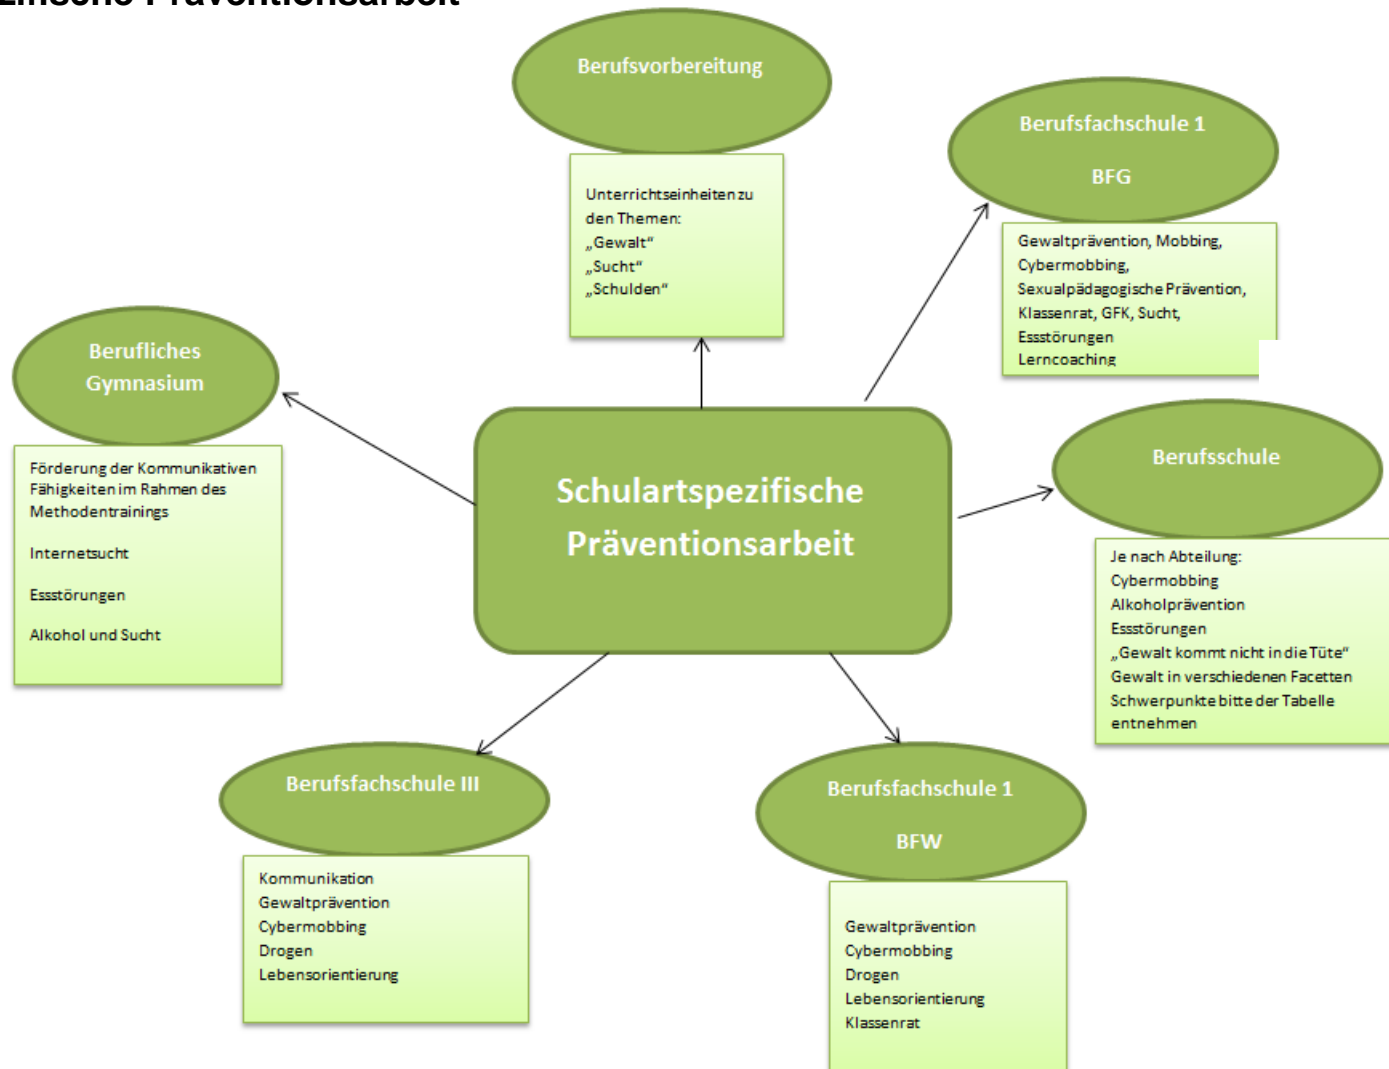 Präventionsarbeit
Berufsvorbereitung
Unterrichtseinheiten zu
den Themen:
„Gewalt“
„Sucht“
„Schulden“
Berufsfachschule 1
BFG
Gewaltprävention, Mobbing,
Cybermobbing,
Sexualpädagogische Prävention,
Klassenrat, GFK, Sucht,
Essstörungen
Lerncoaching
Berufliches
Gymnasium
Förderung der Kommunikativen
Fähigkeiten im Rahmen des
Methodentrainings
Internetsucht
Essstörungen
Alkohol und Sucht
Schulartspezifische
Präventionsarbeit
Berufsschule
Je nach Abteilung:
Cybermobbing
Alkoholprävention
Essstörungen
„Gewalt kommt nicht in die Tüte“
Gewalt in verschiedenen Facetten
Schwerpunkte bitte der Tabelle
entnehmen
Berufsfachschule III
Kommunikation
Gewaltprävention
Cybermobbing
Drogen
Lebensorientierung
Berufsfachschule 1
BFW
Gewaltprävention
Cybermobbing
Drogen
Lebensorientierung
Klassenrat